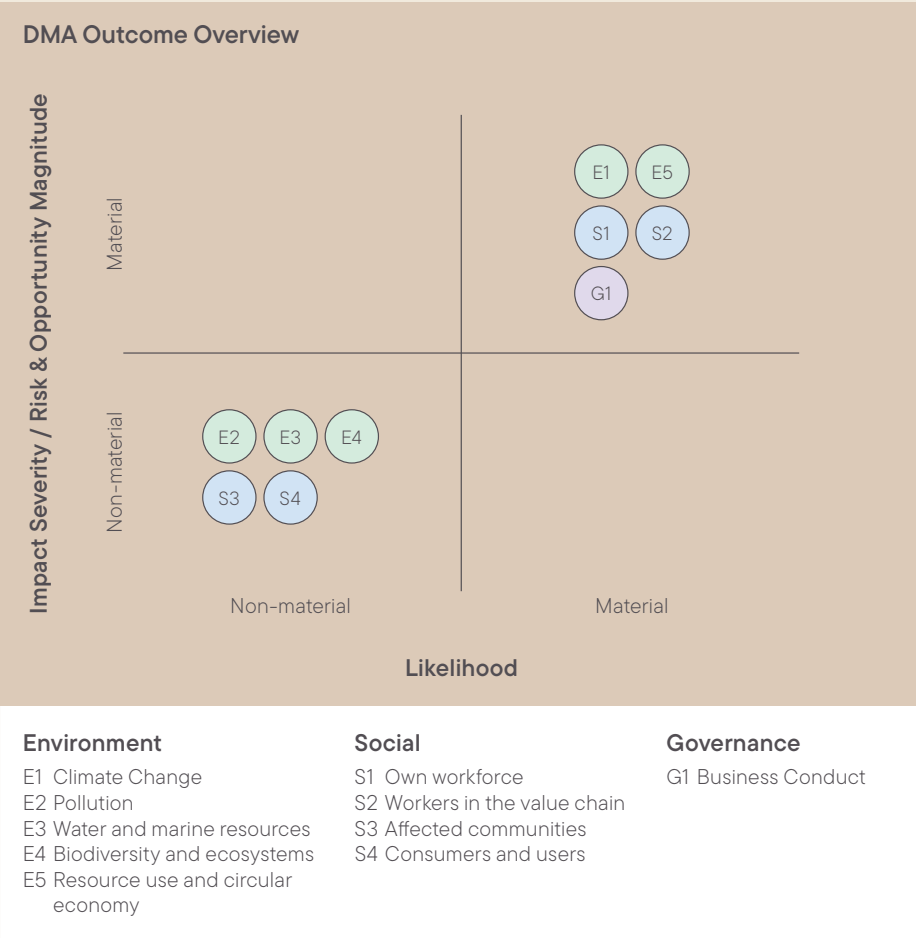 DMA Outcome Overview
Impact Severity / Risk & Opportunity Magnitude
Material
Non-material
E1 E5
S1 S2
G1
E2 E3 E4
S3 S4
Non-material Material
Likelihood
Environment
E1 Climate Change
E2 Pollution
E3 Water and marine resources
E4 Biodiversity and ecosystems
E5 Resource use and circular
economy
Social
S1 Own workforce
S2 Workers in the value chain
S3 Affected communities
S4 Consumers and users
Governance
G1 Business Conduct